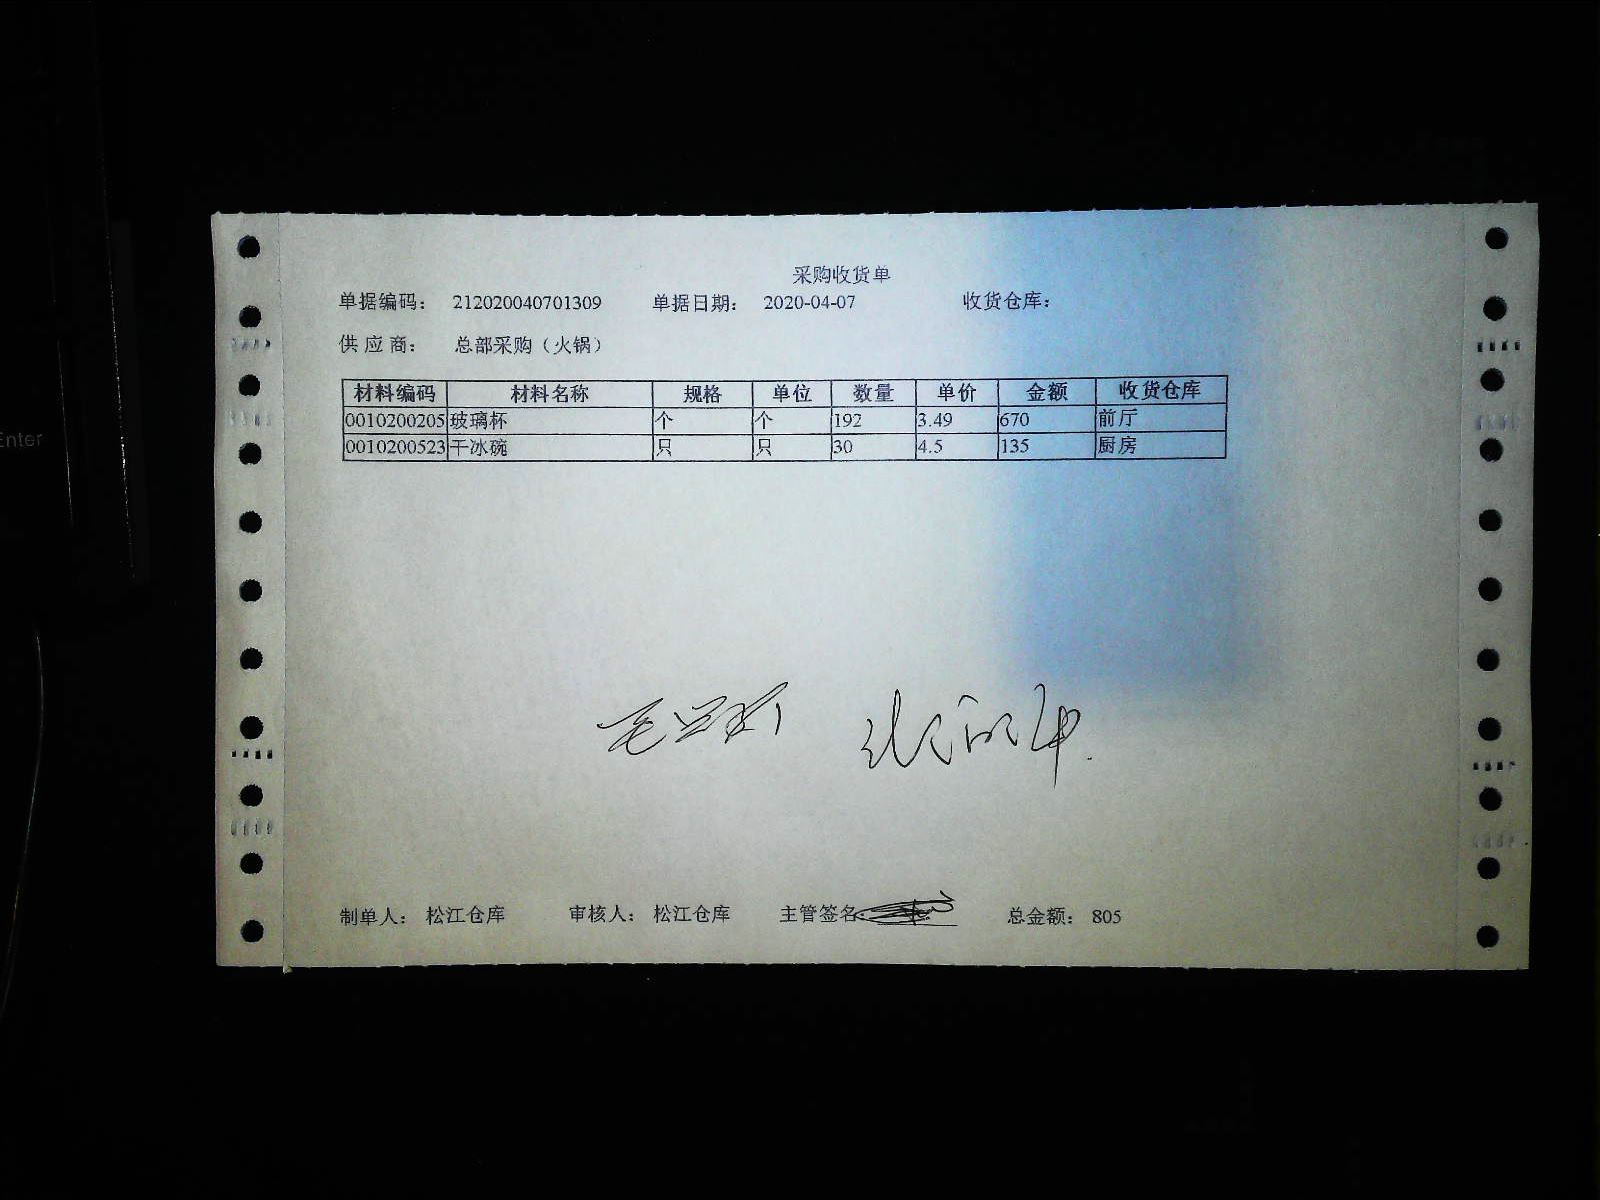 采购收货单
单据编码： 212020040701309 单据日期： 2020-04-07 收货仓库：
供 应 商： 总部采购（火锅）
材料编码 材料名称 规格 单位 数量 单价 金额 收货仓库
0010200205 玻璃杯 个 个 192 3.49 670 前厅
0010200523 干冰碗 只 只 30 4.5 135 厨房
制单人： 松江仓库 审核人： 松江仓库 主管签名： 总金额： 805
Enter